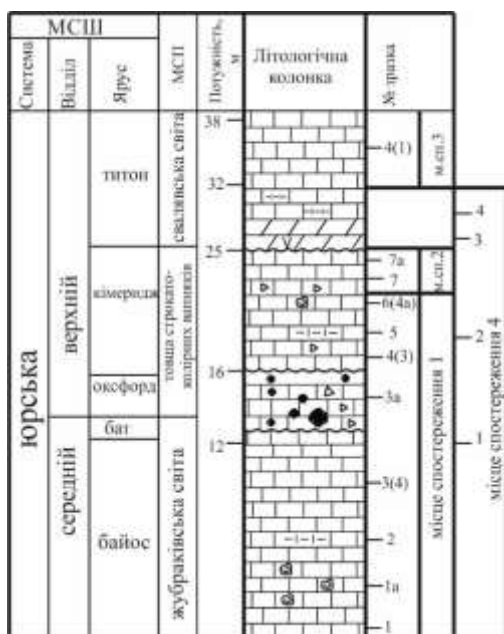 МСШ
Система
Відділ
Ярус
МСП
Потужність, м
Літологічна
колонка
№ зразка
юрська
верхній
середній
титон
кімеридж
оксфорд
бат
байос
свалявська світа
товща строкато-
колірних вапняків
жубраківська світа
38
32
25
16
12
4(1)
4
3
7а
7
6(4а)
5
4(3)
3а
3(4)
2
1а
1
м.сп.3
м.сп.2
місце спостереження 1
2
1
місце спостереження 4